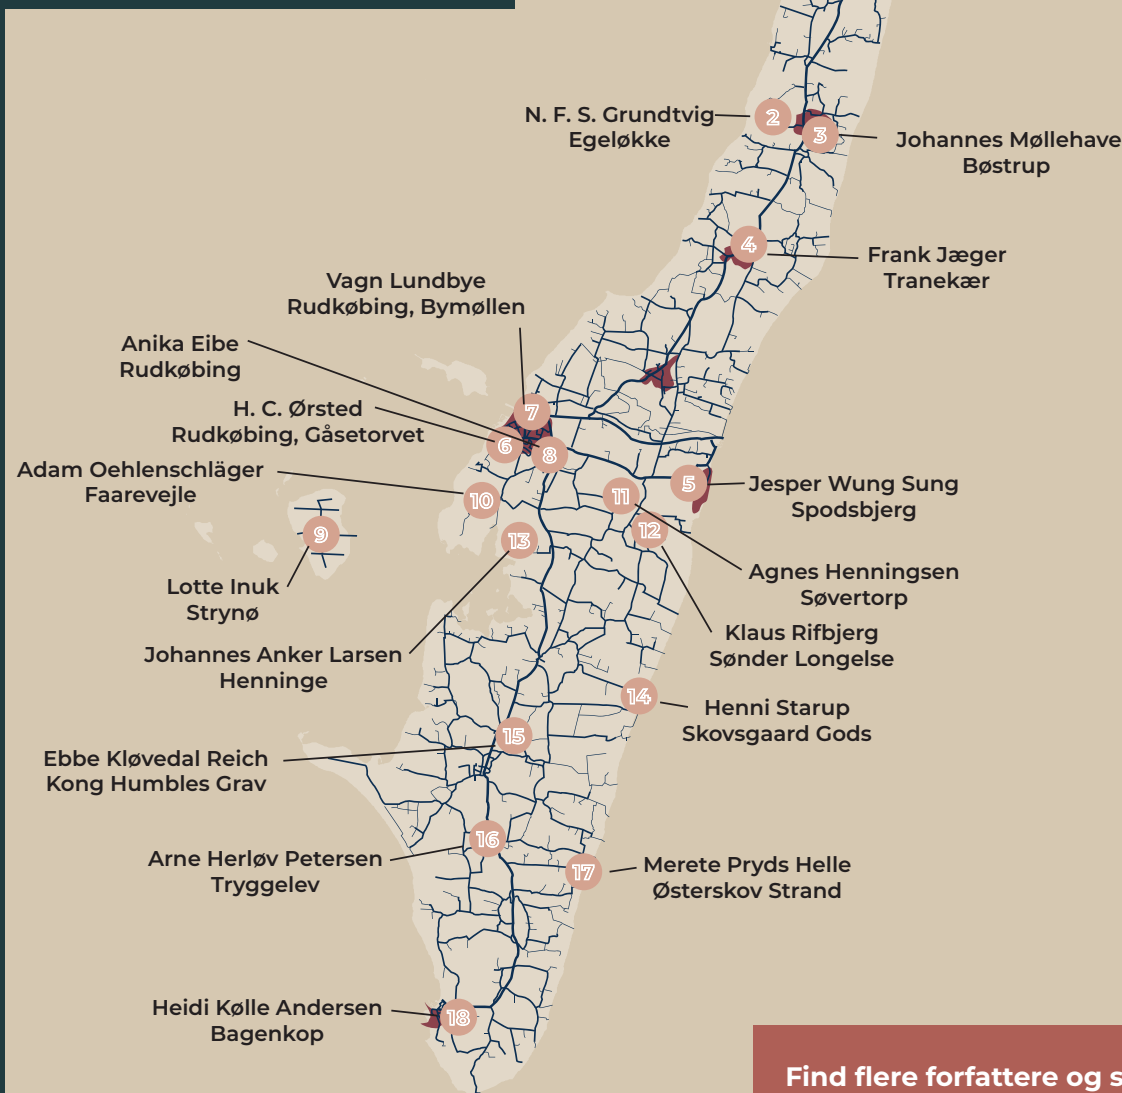 N. F. S. Grundtvig
Egeløkke
2
3
Johannes Møllehave
Bøstrup
4
Frank Jæger
Tranekær
Vagn Lundbye
Rudkøbing, Bymøllen
Anika Eibe
Rudkøbing
7
H. C. Ørsted
Rudkøbing, Gåsetorvet
6
8
Adam Oehlenschläger
Faarevejle
10
11
5
Jesper Wung Sung
Spodsbjerg
9
13
12
Lotte Inuk
Strynø
Agnes Henningsen
Søvertorp
Klaus Rifbjerg
Sønder Longelse
Johannes Anker Larsen
Henninge
14
Henni Starup
Skovsgaard Gods
15
Ebbe Kløvedal Reich
Kong Humbles Grav
16
Arne Herløv Petersen
Tryggelev
17
Merete Pryds Helle
Østerskov Strand
Heidi Kølle Andersen
Bagenkop
18
Find flere forfattere og s